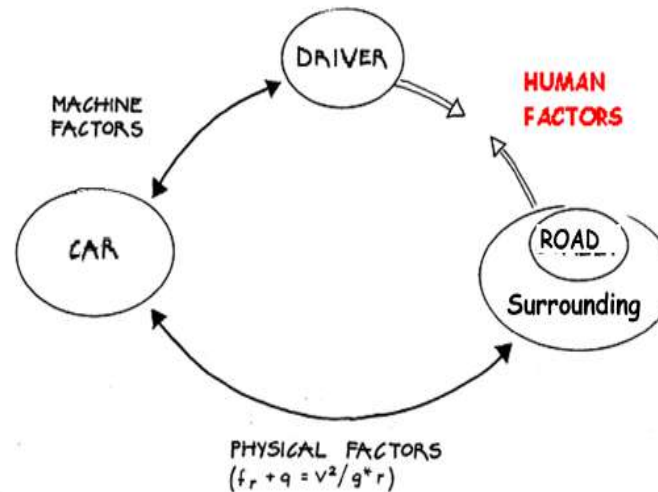 DRIVER
HUMAN
FACTORS
MACHINE
FACTORS
CAR
ROAD
Surrounding
PHYSICAL FACTORS
(fr + q = v²/g*r)